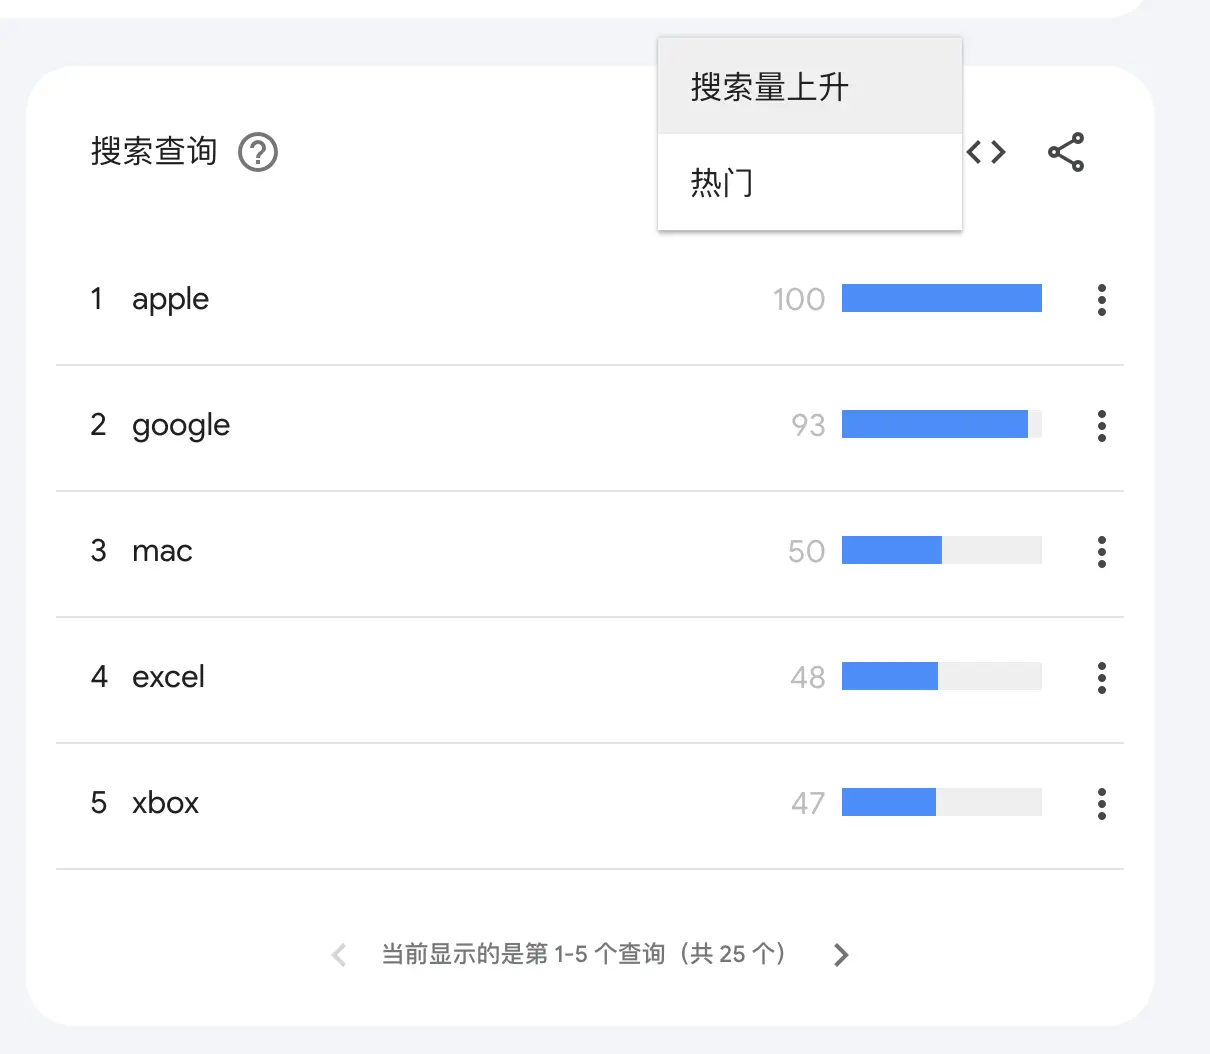 搜索量上升
热门
搜索查询
1 apple 100
2 google 93
3 mac 50
4 excel 48
5 xbox 47
当前显示的是第 1-5 个查询（共 25 个）